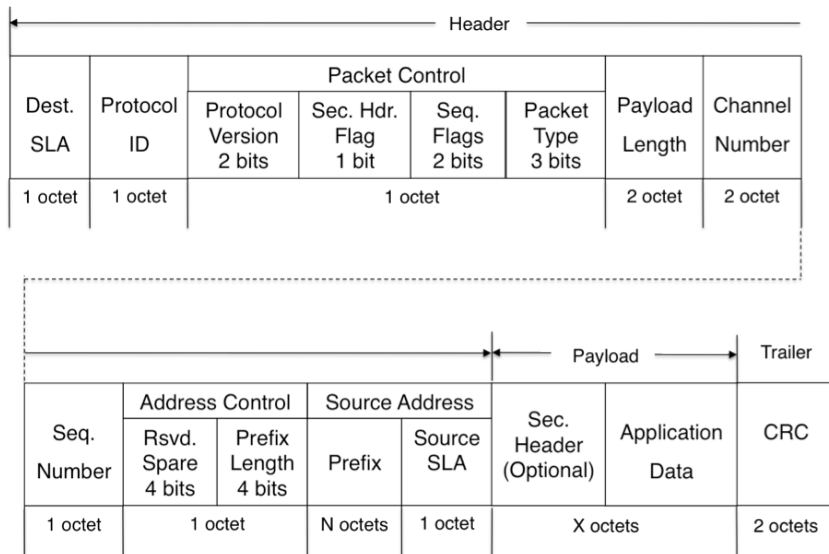 Header
Packet Control
Dest.
SLA
Protocol
ID
Protocol
Version
2 bits
Sec. Hdr.
Flag
1 bit
Seq.
Flags
2 bits
Packet
Type
3 bits
Payload
Length
Channel
Number
1 octet
1 octet
1 octet
2 octet
2 octet
Payload
Trailer
Seq.
Number
Address Control
Rsvd.
Spare
4 bits
Prefix
Length
4 bits
Source Address
Prefix
Source
SLA
Sec.
Header
(Optional)
Application
Data
CRC
1 octet
1 octet
N octets
1 octet
X octets
2 octets